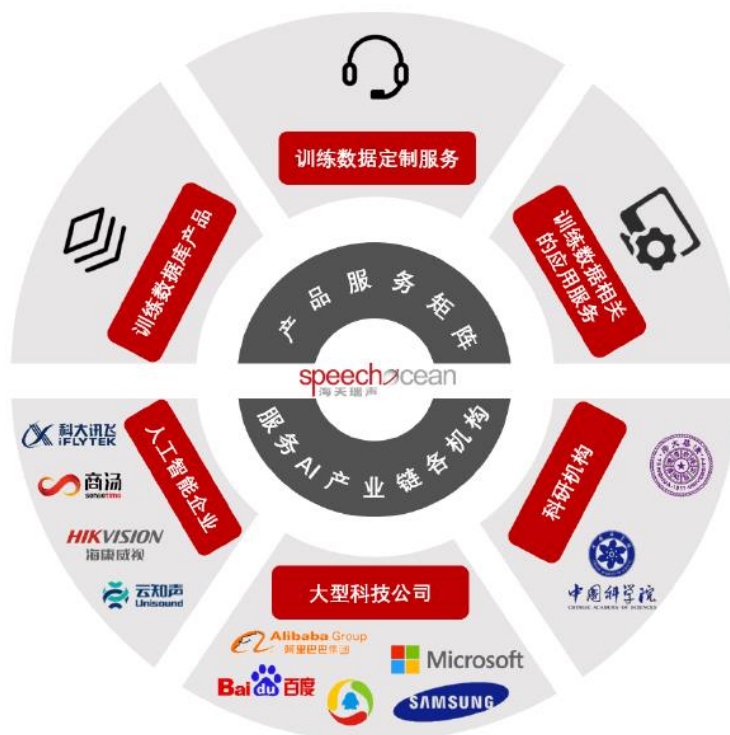 训练数据定制服务
训练数据库产品
训练数据相关
的应用服务
产品服务矩阵
speechocean
海天瑞声
服务AI产业链各机构
人工智能企业
科大讯飞
iFLYTEK
商汤
sensetime
HIKVISION
海康威视
云知声
Unisound
大型科技公司
Alibaba Group
阿里巴巴集团
Microsoft
Baidu百度
SAMSUNG
科研机构
中国科学院
CHINESE ACADEMY OF SCIENCES